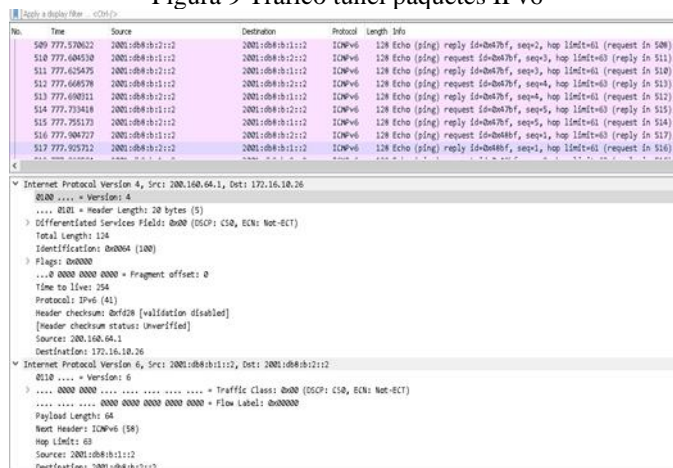 Figura 9 Tráfico túnel paquetes IPv6
Apply a display filter ... <Ctrl-/>
No. Time Source Destination Protocol Length Info
509 777.570622 2001:db8:b:2::2 2001:db8:b:1::2 ICMPv6 128 Echo (ping) reply id=0x47bf, seq=2, hop limit=61 (request in 508)
510 777.604530 2001:db8:b:1::2 2001:db8:b:2::2 ICMPv6 128 Echo (ping) request id=0x47bf, seq=3, hop limit=63 (reply in 511)
511 777.625475 2001:db8:b:2::2 2001:db8:b:1::2 ICMPv6 128 Echo (ping) reply id=0x47bf, seq=3, hop limit=61 (request in 510)
512 777.668578 2001:db8:b:1::2 2001:db8:b:2::2 ICMPv6 128 Echo (ping) request id=0x47bf, seq=4, hop limit=63 (reply in 513)
513 777.690311 2001:db8:b:2::2 2001:db8:b:1::2 ICMPv6 128 Echo (ping) reply id=0x47bf, seq=4, hop limit=61 (request in 512)
514 777.733418 2001:db8:b:1::2 2001:db8:b:2::2 ICMPv6 128 Echo (ping) request id=0x47bf, seq=5, hop limit=63 (reply in 515)
515 777.755173 2001:db8:b:2::2 2001:db8:b:1::2 ICMPv6 128 Echo (ping) reply id=0x47bf, seq=5, hop limit=61 (request in 514)
516 777.904727 2001:db8:b:1::2 2001:db8:b:2::2 ICMPv6 128 Echo (ping) request id=0x48bf, seq=1, hop limit=63 (reply in 517)
517 777.925712 2001:db8:b:2::2 2001:db8:b:1::2 ICMPv6 128 Echo (ping) reply id=0x48bf, seq=1, hop limit=61 (request in 516)
Internet Protocol Version 4, Src: 200.160.64.1, Dst: 172.16.10.26
0100 .... = Version: 4
.... 0101 = Header Length: 20 bytes (5)
Differentiated Services Field: 0x00 (DSCP: CS0, ECN: Not-ECT)
Total Length: 124
Identification: 0x0064 (100)
Flags: 0x0000
...0 0000 0000 0000 = Fragment offset: 0
Time to live: 254
Protocol: IPv6 (41)
Header checksum: 0xfd28 [validation disabled]
[Header checksum status: Unverified]
Source: 200.160.64.1
Destination: 172.16.10.26
Internet Protocol Version 6, Src: 2001:db8:b:1::2, Dst: 2001:db8:b:2::2
0110 .... = Version: 6
.... 0000 0000 .... .... .... .... .... = Traffic Class: 0x00 (DSCP: CS0, ECN: Not-ECT)
.... .... .... 0000 0000 0000 0000 0000 = Flow Label: 0x00000
Payload Length: 64
Next Header: ICMPv6 (58)
Hop Limit: 63
Source: 2001:db8:b:1::2
Destination: 2001:db8:b:2::2